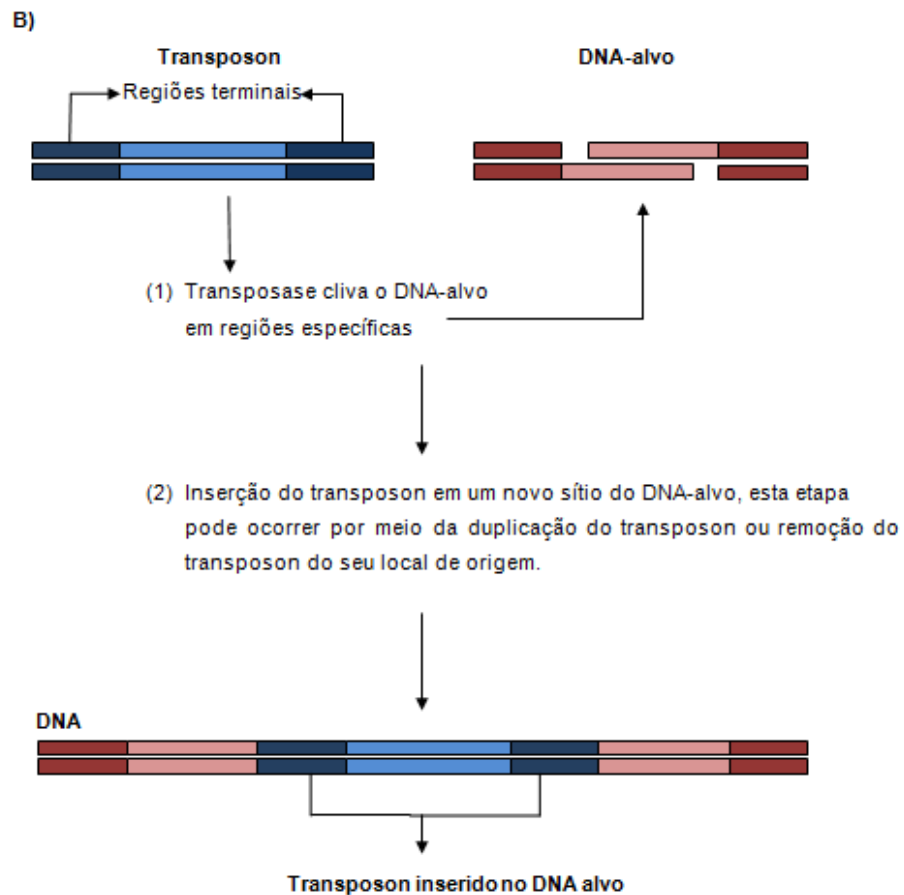 B)
Transposon
DNA-alvo
Regiões terminais
(1) Transposase cliva o DNA-alvo
em regiões específicas
(2) Inserção do transposon em um novo sítio do DNA-alvo, esta etapa
pode ocorrer por meio da duplicação do transposon ou remoção do
transposon do seu local de origem.
DNA
Transposon inserido no DNA alvo